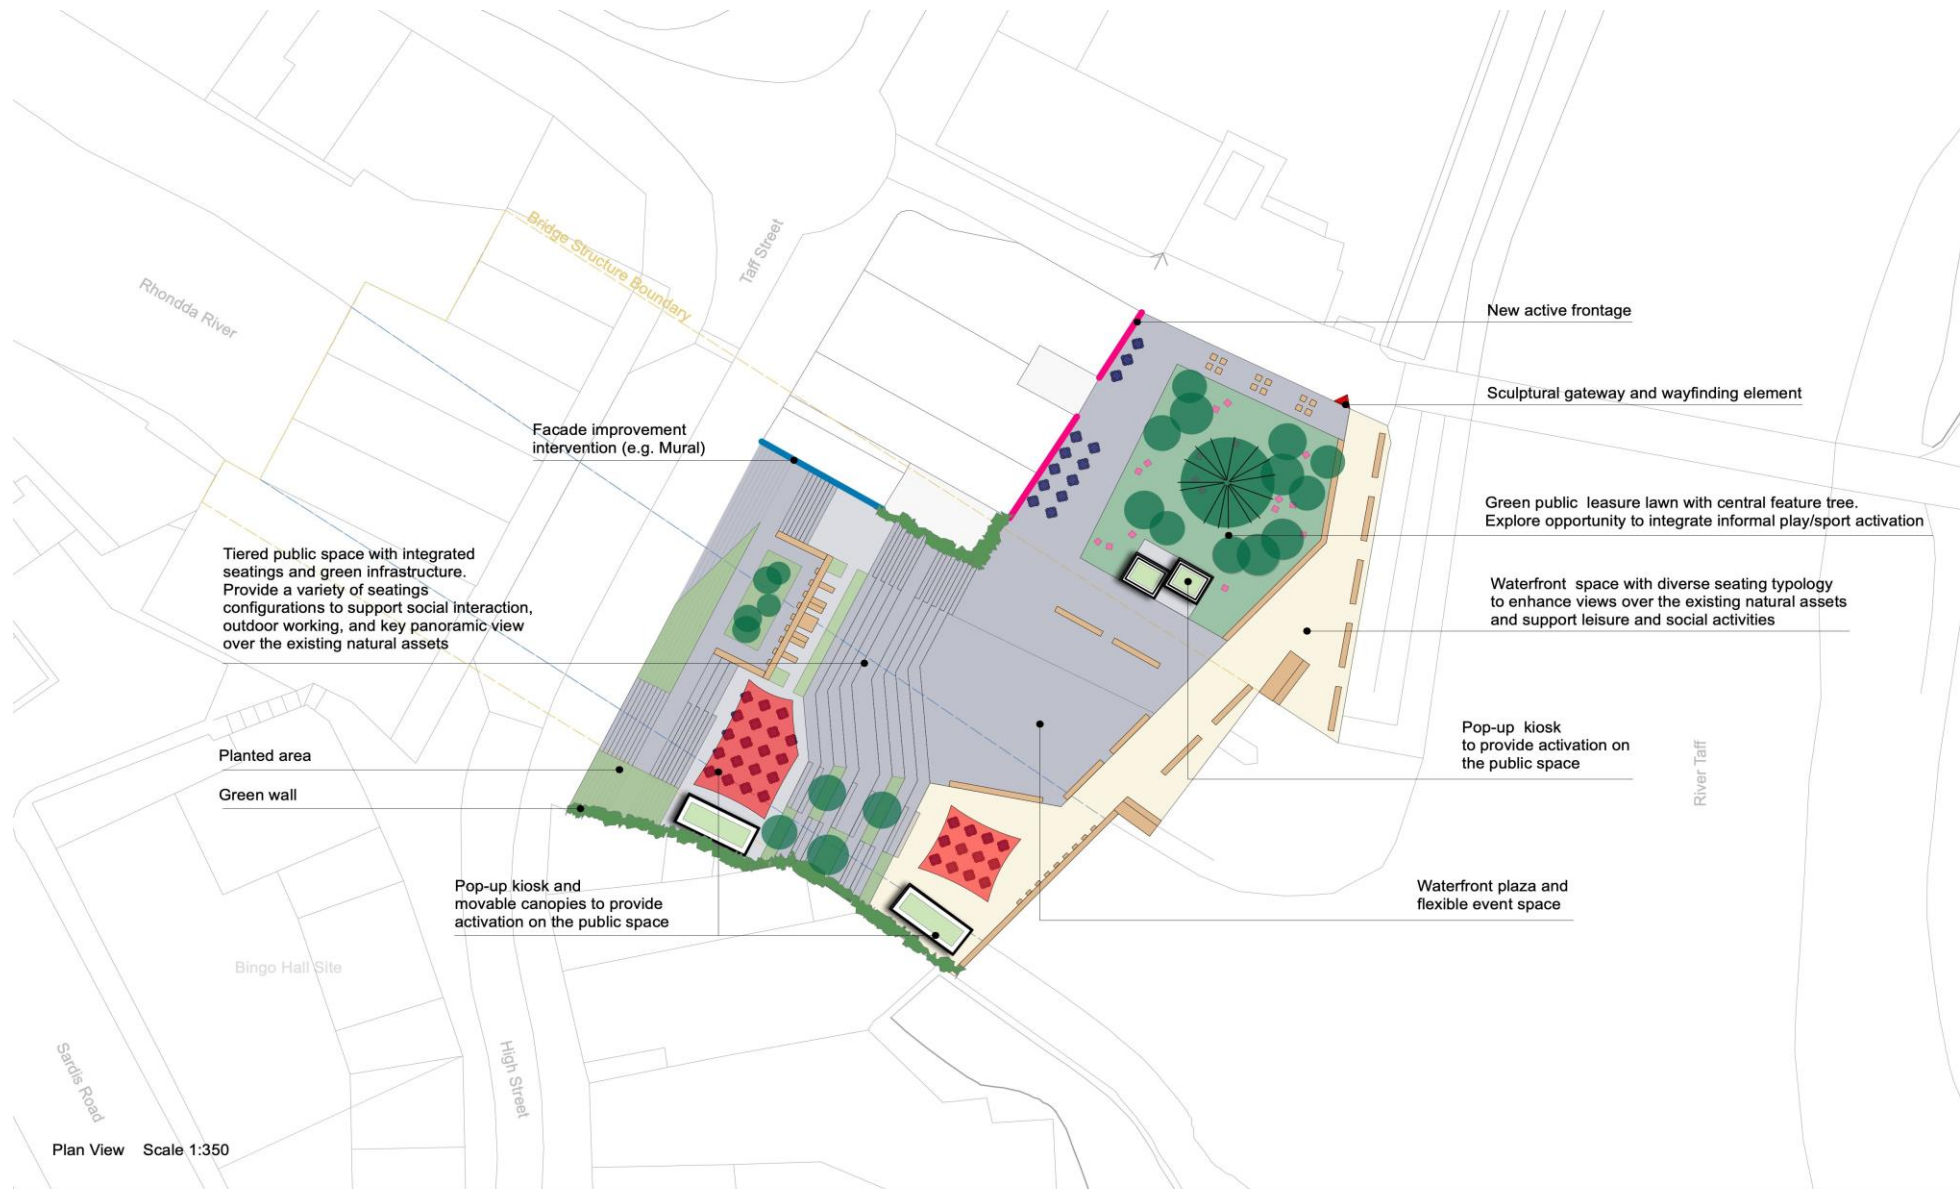 Bridge Structure Boundary
Taff Street
Rhondda River
New active frontage
Sculptural gateway and wayfinding element
Facade improvement
intervention (e.g. Mural)
Green public leasure lawn with central feature tree.
Explore opportunity to integrate informal play/sport activation
Tiered public space with integrated
seatings and green infrastructure.
Provide a variety of seatings
configurations to support social interaction,
outdoor working, and key panoramic view
over the existing natural assets
Waterfront space with diverse seating typology
to enhance views over the existing natural assets
and support leisure and social activities
Planted area
Green wall
Pop-up kiosk
to provide activation on
the public space
River Taff
Pop-up kiosk and
movable canopies to provide
activation on the public space
Waterfront plaza and
flexible event space
Bingo Hall Site
Sardis Road
High Street
Plan View Scale 1:350